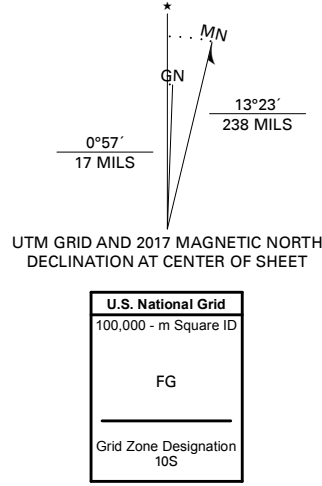 ★
MN
GN
13°23´
238 MILS
0°57´
17 MILS
UTM GRID AND 2017 MAGNETIC NORTH
DECLINATION AT CENTER OF SHEET
U.S. National Grid
100,000 - m Square ID
FG
Grid Zone Designation
10S